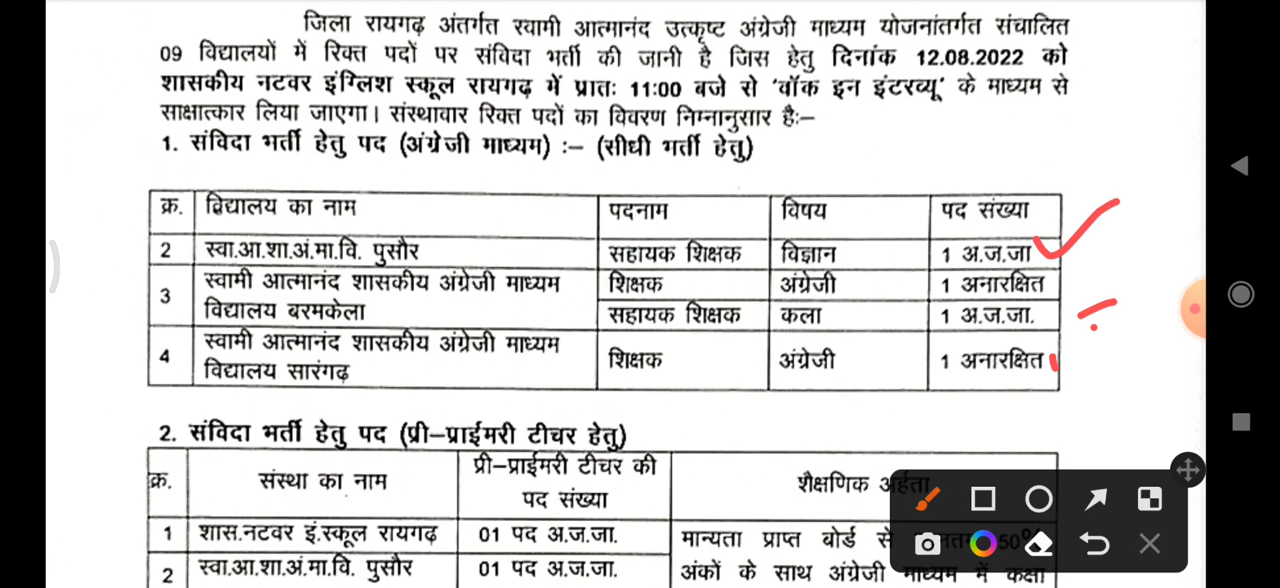 जिला रायगढ़ अंतर्गत स्वामी आत्मानंद उत्कृष्ट अंग्रेजी माध्यम योजनांतर्गत संचालित
09 विद्यालयों में रिक्त पदों पर संविदा भर्ती की जानी है जिस हेतु दिनांक 12.08.2022 को
शासकीय नटवर इंग्लिश स्कूल रायगढ़ में प्रातः 11:00 बजे से 'वॉक इन इंटरव्यू' के माध्यम से
साक्षात्कार लिया जाएगा। संस्थावार रिक्त पदों का विवरण निम्नानुसार है:–
1. संविदा भर्ती हेतु पद (अंग्रेजी माध्यम) :– (सीधी भर्ती हेतु)
क्र. विद्यालय का नाम पदनाम विषय पद संख्या
2 स्वा.आ.शा.अं.मा.वि. पुसौर सहायक शिक्षक विज्ञान 1 अ.ज.जा
3 स्वामी आत्मानंद शासकीय अंग्रेजी माध्यम शिक्षक अंग्रेजी 1 अनारक्षित
विद्यालय बरमकेला सहायक शिक्षक कला 1 अ.ज.जा.
4 स्वामी आत्मानंद शासकीय अंग्रेजी माध्यम शिक्षक अंग्रेजी 1 अनारक्षित
विद्यालय सारंगढ़
2. संविदा भर्ती हेतु पद (प्री–प्राईमरी टीचर हेतु)
क्र. संस्था का नाम प्री–प्राईमरी टीचर की शैक्षणिक अर्हता
पद संख्या
1 शास.नटवर इं.स्कूल रायगढ़ 01 पद अ.ज.जा. मान्यता प्राप्त बोर्ड से 50%
2 स्वा.आ.शा.अं.मा.वि. पुसौर 01 पद अ.ज.जा. अंकों के साथ अंग्रेजी माध्यम में कक्षा